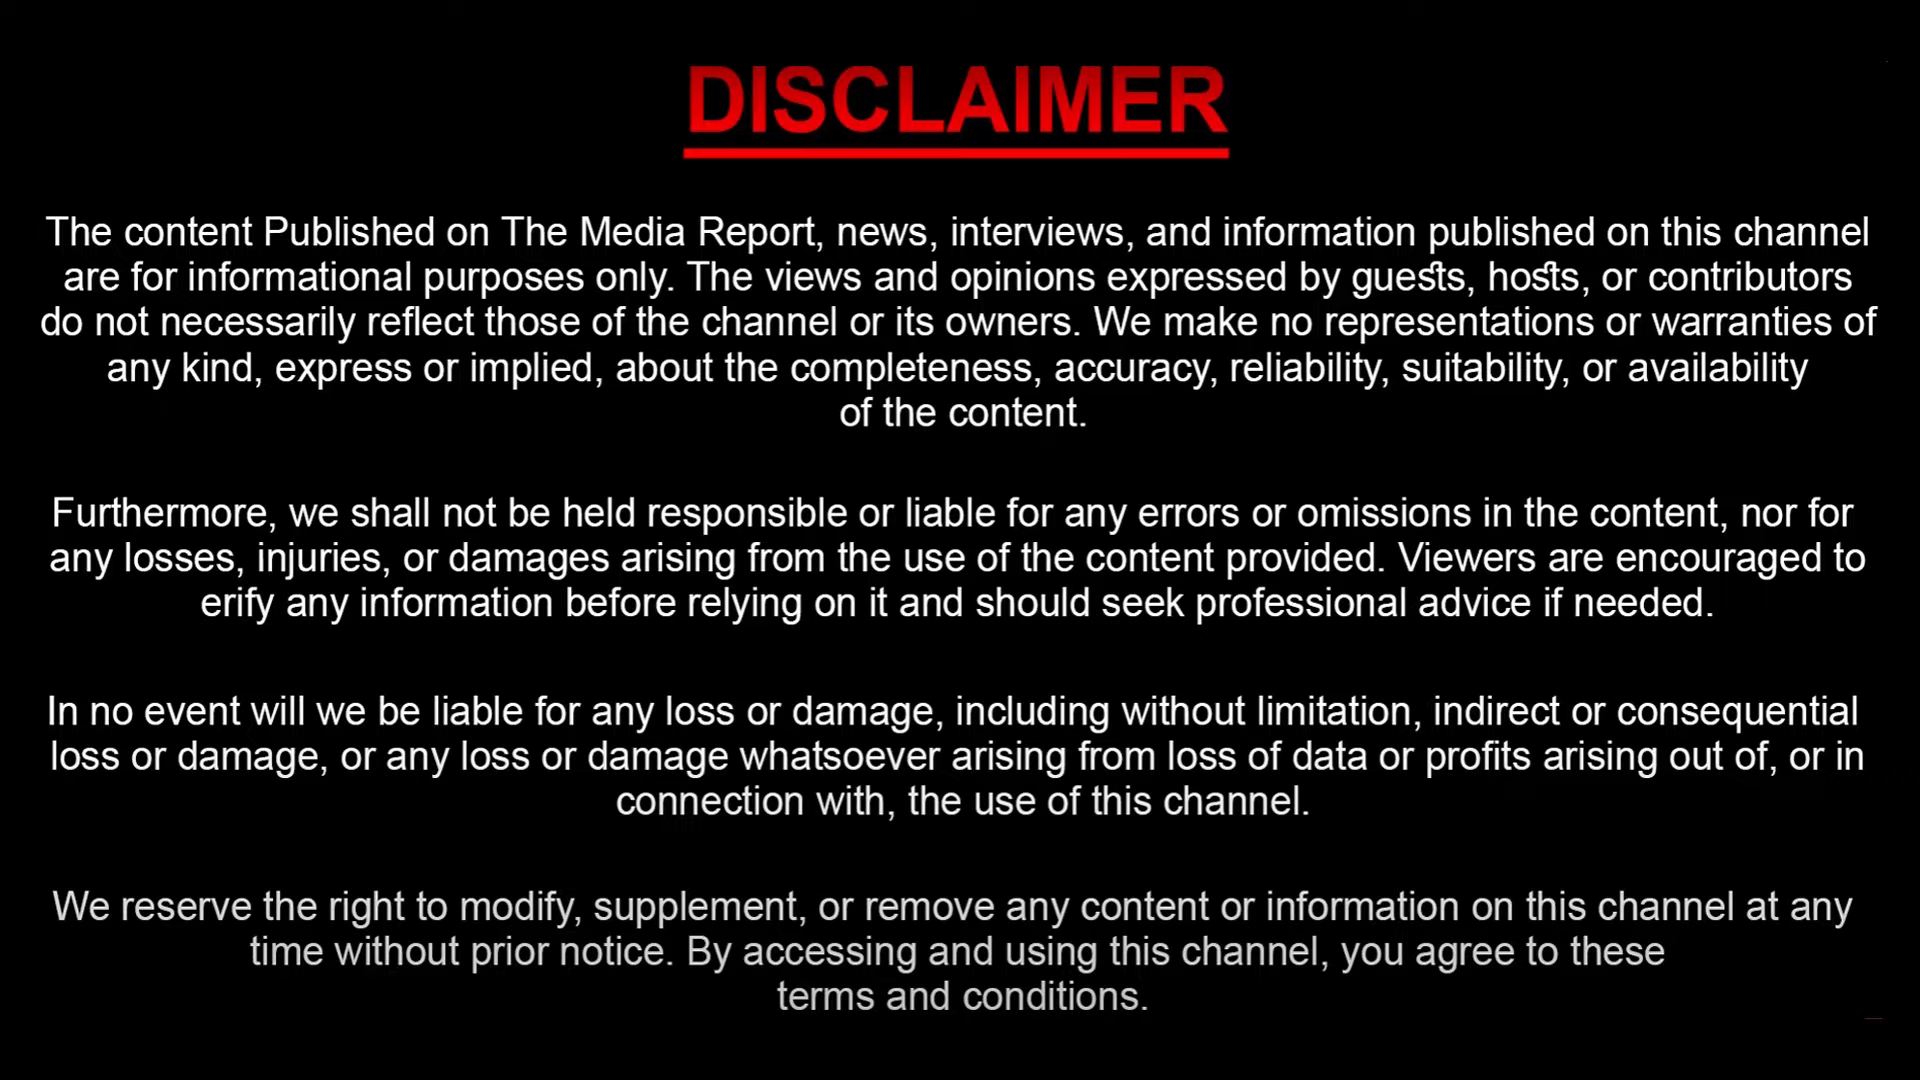 DISCLAIMER
The content Published on The Media Report, news, interviews, and information published on this channel
are for informational purposes only. The views and opinions expressed by guests, hosts, or contributors
do not necessarily reflect those of the channel or its owners. We make no representations or warranties of
any kind, express or implied, about the completeness, accuracy, reliability, suitability, or availability
of the content.
Furthermore, we shall not be held responsible or liable for any errors or omissions in the content, nor for
any losses, injuries, or damages arising from the use of the content provided. Viewers are encouraged to
erify any information before relying on it and should seek professional advice if needed.
In no event will we be liable for any loss or damage, including without limitation, indirect or consequential
loss or damage, or any loss or damage whatsoever arising from loss of data or profits arising out of, or in
connection with, the use of this channel.
We reserve the right to modify, supplement, or remove any content or information on this channel at any
time without prior notice. By accessing and using this channel, you agree to these
terms and conditions.